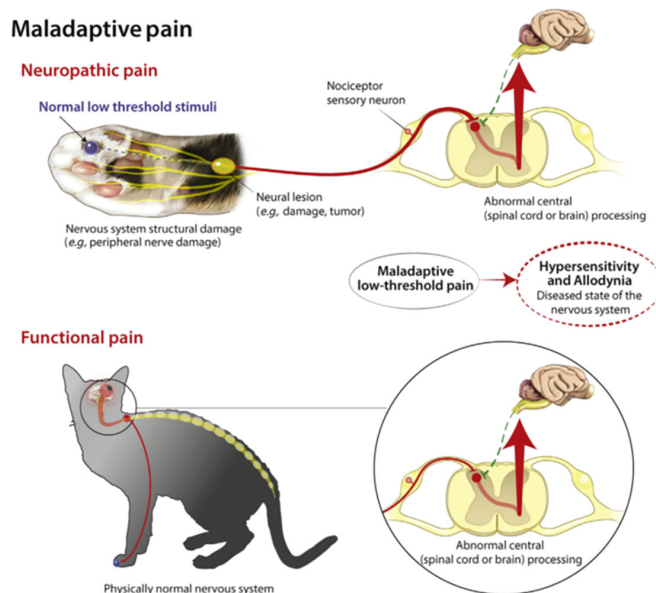 Maladaptive pain
Neuropathic pain
Normal low threshold stimuli
Nociceptor
sensory neuron
Neural lesion
(e.g., damage, tumor)
Nervous system structural damage
(e.g., peripheral nerve damage)
Abnormal central
(spinal cord or brain) processing
Maladaptive
low-threshold pain
Hypersensitivity
and Allodynia
Diseased state of the
nervous system
Functional pain
Abnormal central
(spinal cord or brain) processing
Physically normal nervous system